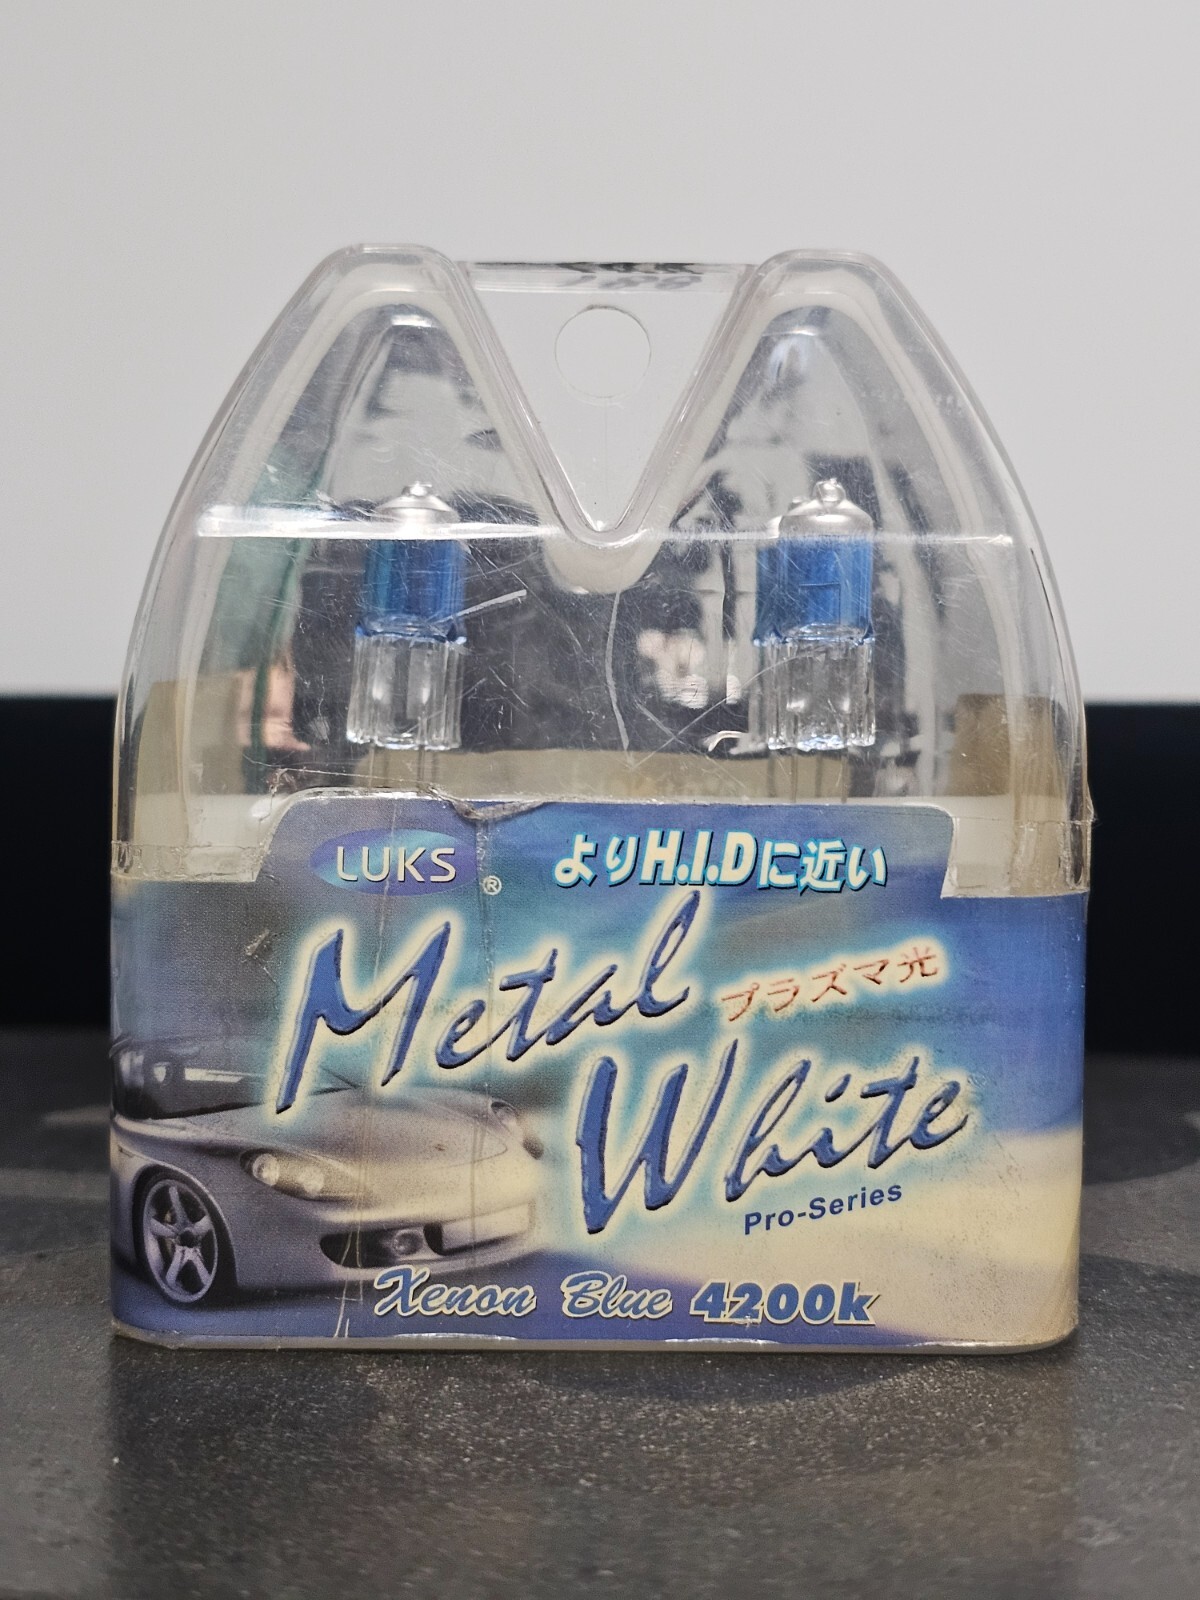 LUKS ®
よりH.I.Dに近い
Metal
プラズマ光
White
Pro-Series
Xenon Blue 4200k